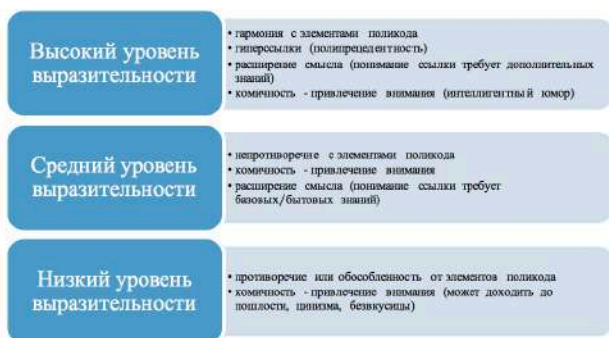 Высокий уровень
выразительности
• гармония с элементами поликода
• гиперссылки (полипрецедентность)
• расширение смысла (понимание ссылки требует дополнительных
знаний)
• комичность - привлечение внимания (интеллигентный юмор)
Средний уровень
выразительности
• непротиворечие с элементами поликода
• комичность - привлечение внимания
• расширение смысла (понимание ссылки требует
базовых/бытовых знаний)
Низкий уровень
выразительности
• противоречие или обособленность от элементов поликода
• комичность - привлечение внимания (может доходить до
пошлости, цинизма, безвкусицы)